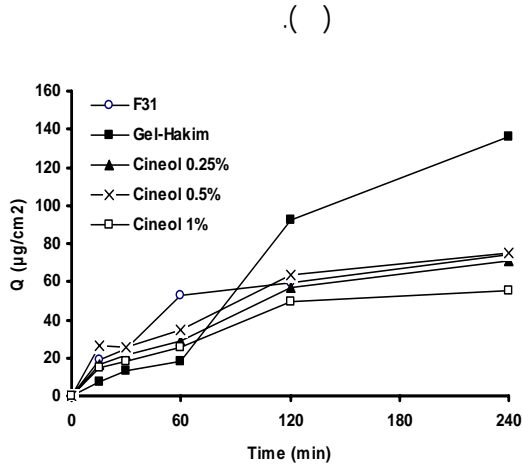 .( )
160
140
120
100
80
60
40
20
0
Q (µg/cm2)
F31
Gel-Hakim
Cineol 0.25%
Cineol 0.5%
Cineol 1%
0 60 120 180 240
Time (min)